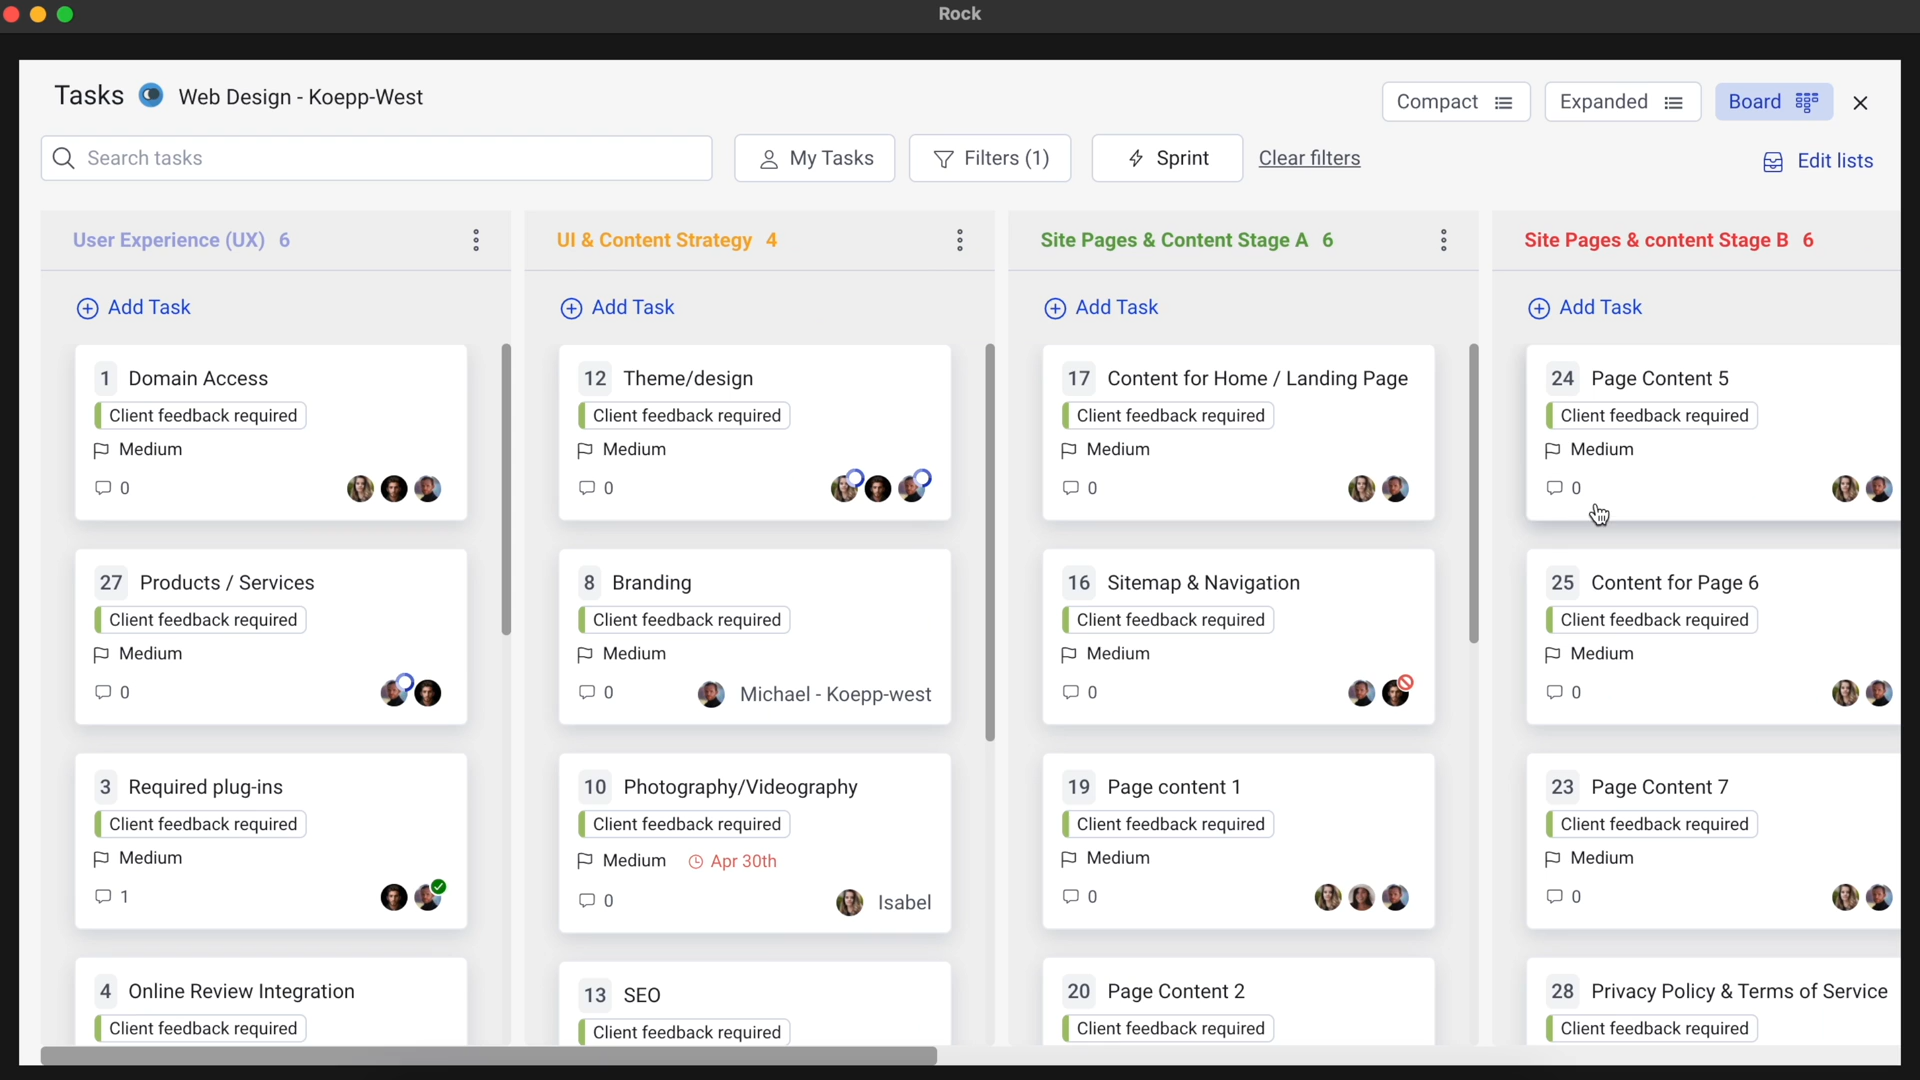 Rock
Tasks Web Design - Koepp-West
Compact Expanded Board
Search tasks My Tasks Filters (1) Sprint Clear filters
Edit lists
User Experience (UX) 6
Add Task
1 Domain Access
Client feedback required
Medium
0
27 Products / Services
Client feedback required
Medium
0
3 Required plug-ins
Client feedback required
Medium
1
4 Online Review Integration
Client feedback required
UI & Content Strategy 4
Add Task
12 Theme/design
Client feedback required
Medium
0
8 Branding
Client feedback required
Medium
0 Michael - Koepp-west
10 Photography/Videography
Client feedback required
Medium Apr 30th
0 Isabel
13 SEO
Client feedback required
Site Pages & Content Stage A 6
Add Task
17 Content for Home / Landing Page
Client feedback required
Medium
0
16 Sitemap & Navigation
Client feedback required
Medium
0
19 Page content 1
Client feedback required
Medium
0
20 Page Content 2
Client feedback required
Site Pages & content Stage B 6
Add Task
24 Page Content 5
Client feedback required
Medium
0
25 Content for Page 6
Client feedback required
Medium
0
23 Page Content 7
Client feedback required
Medium
0
28 Privacy Policy & Terms of Service
Client feedback required